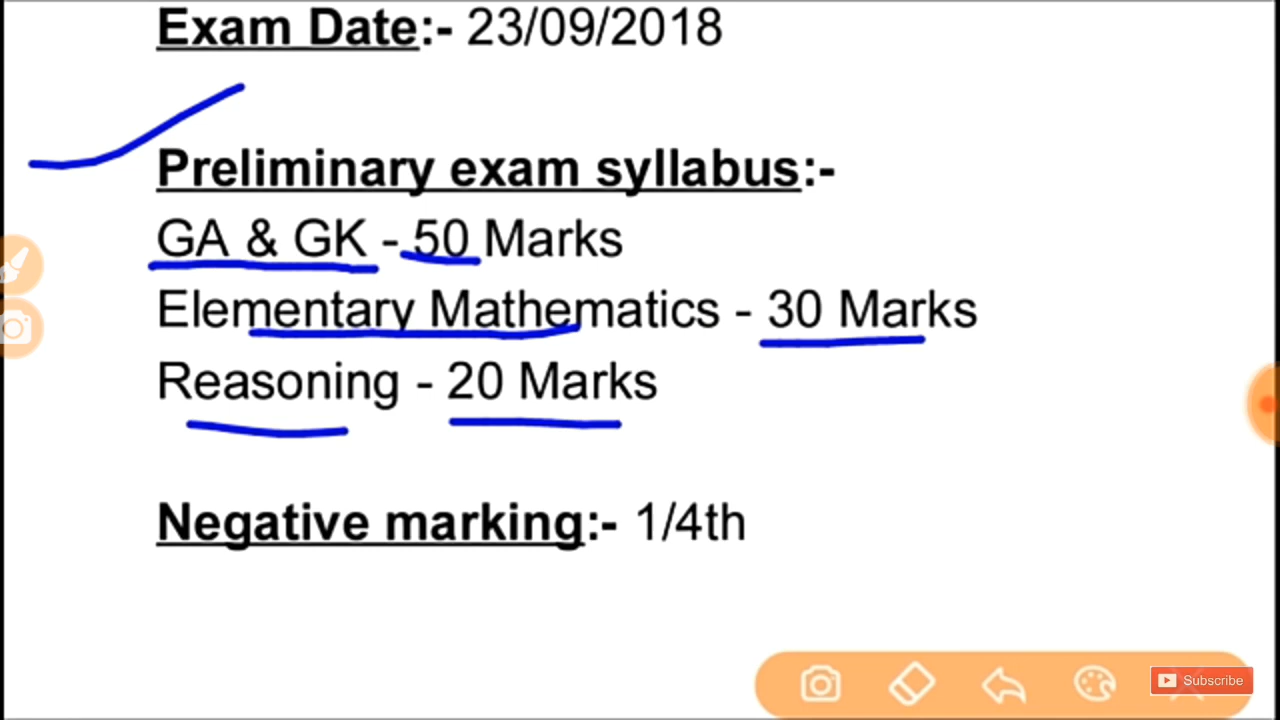 Exam Date:- 23/09/2018
Preliminary exam syllabus:-
GA & GK - 50 Marks
Elementary Mathematics - 30 Marks
Reasoning - 20 Marks
Negative marking:- 1/4th
Subscribe